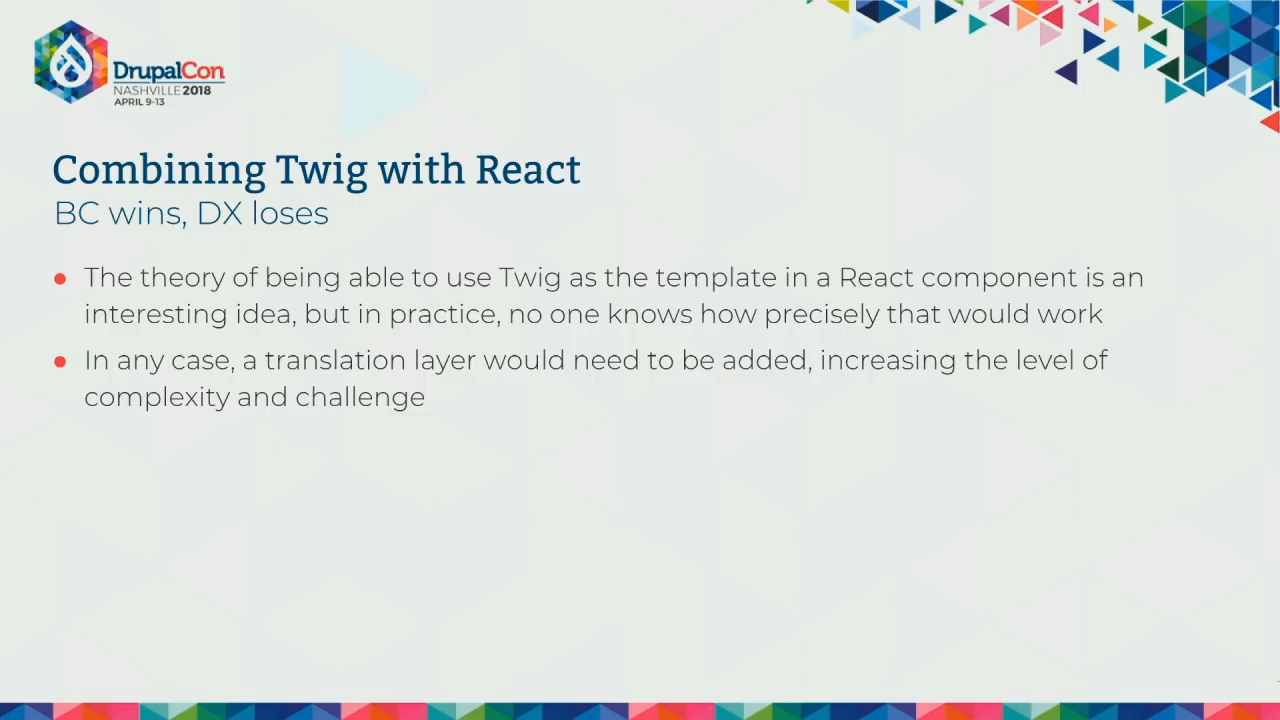 DrupalCon
NASHVILLE 2018
APRIL 9-13
Combining Twig with React
BC wins, DX loses
The theory of being able to use Twig as the template in a React component is an
interesting idea, but in practice, no one knows how precisely that would work
In any case, a translation layer would need to be added, increasing the level of
complexity and challenge